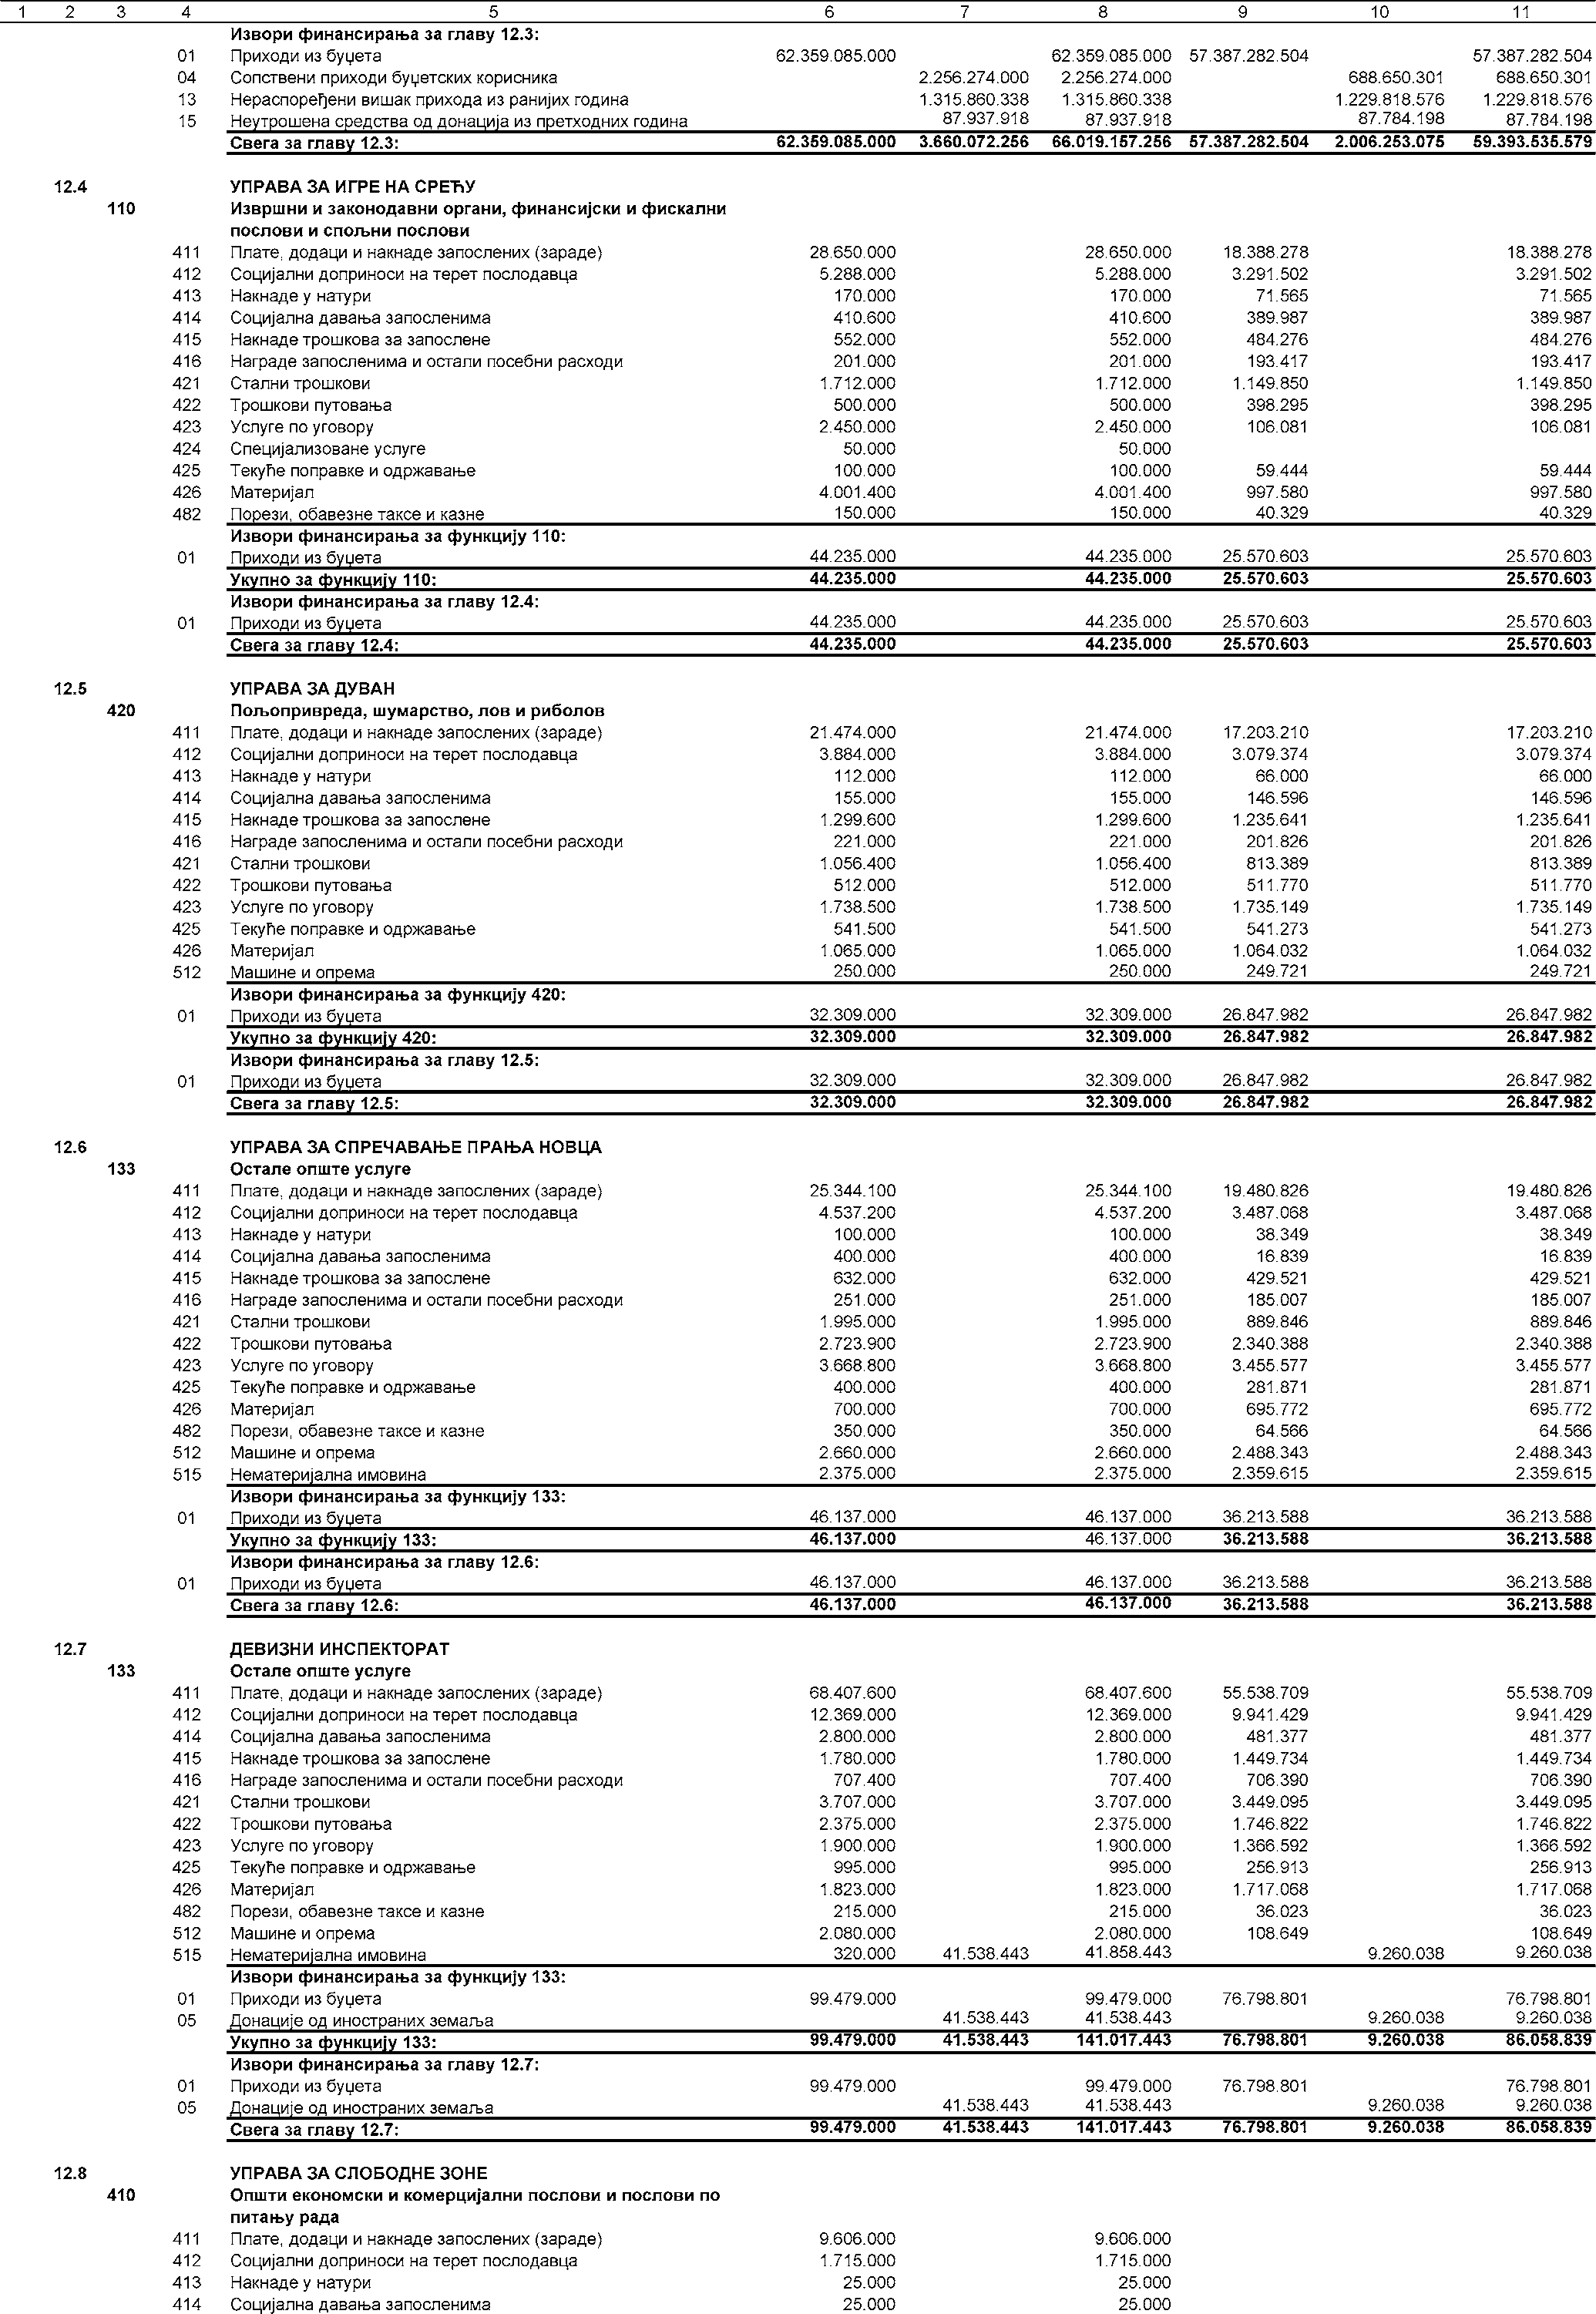 1 2 3 4 5 6 7 8 9 10 11
Извори финансирања за главу 12.3:
01 Приходи из буџета 62.359.085.000 62.359.085.000 57.387.282.504 57.387.282.504
04 Сопствени приходи буџетских корисника 2.256.274.000 2.256.274.000 688.650.301 688.650.301
13 Нераспоређени вишак прихода из ранијих година 1.315.860.338 1.315.860.338 1.229.818.576 1.229.818.576
15 Неутрошена средства од донација из претходних година 87.937.918 87.937.918 87.784.198 87.784.198
Свега за главу 12.3: 62.359.085.000 3.660.072.256 66.019.157.256 57.387.282.504 2.006.253.075 59.393.535.579
12.4 УПРАВА ЗА ИГРЕ НА СРЕЋУ
110 Извршни и законодавни органи, финансијски и фискални
послови и спољни послови
411 Плате, додаци и накнаде запослених (зараде) 28.650.000 28.650.000 18.388.278 18.388.278
412 Социјални доприноси на терет послодавца 5.288.000 5.288.000 3.291.502 3.291.502
413 Накнаде у натури 170.000 170.000 71.565 71.565
414 Социјална давања запосленима 410.600 410.600 389.987 389.987
415 Накнаде трошкова за запослене 552.000 552.000 484.276 484.276
416 Награде запосленима и остали посебни расходи 201.000 201.000 193.417 193.417
421 Стални трошкови 1.712.000 1.712.000 1.149.850 1.149.850
422 Трошкови путовања 500.000 500.000 398.295 398.295
423 Услуге по уговору 2.450.000 2.450.000 106.081 106.081
424 Специјализоване услуге 50.000 50.000
425 Текуће поправке и одржавање 100.000 100.000 59.444 59.444
426 Материјал 4.001.400 4.001.400 997.580 997.580
482 Порези, обавезне таксе и казне 150.000 150.000 40.329 40.329
Извори финансирања за функцију 110:
01 Приходи из буџета 44.235.000 44.235.000 25.570.603 25.570.603
Укупно за функцију 110: 44.235.000 44.235.000 25.570.603 25.570.603
Извори финансирања за главу 12.4:
01 Приходи из буџета 44.235.000 44.235.000 25.570.603 25.570.603
Свега за главу 12.4: 44.235.000 44.235.000 25.570.603 25.570.603
12.5 УПРАВА ЗА ДУВАН
420 Пољопривреда, шумарство, лов и риболов
411 Плате, додаци и накнаде запослених (зараде) 21.474.000 21.474.000 17.203.210 17.203.210
412 Социјални доприноси на терет послодавца 3.884.000 3.884.000 3.079.374 3.079.374
413 Накнаде у натури 112.000 112.000 66.000 66.000
414 Социјална давања запосленима 155.000 155.000 146.596 146.596
415 Накнаде трошкова за запослене 1.299.600 1.299.600 1.235.641 1.235.641
416 Награде запосленима и остали посебни расходи 221.000 221.000 201.826 201.826
421 Стални трошкови 1.056.400 1.056.400 813.389 813.389
422 Трошкови путовања 512.000 512.000 511.770 511.770
423 Услуге по уговору 1.738.500 1.738.500 1.735.149 1.735.149
425 Текуће поправке и одржавање 541.500 541.500 541.273 541.273
426 Материјал 1.065.000 1.065.000 1.064.032 1.064.032
512 Машине и опрема 250.000 250.000 249.721 249.721
Извори финансирања за функцију 420:
01 Приходи из буџета 32.309.000 32.309.000 26.847.982 26.847.982
Укупно за функцију 420: 32.309.000 32.309.000 26.847.982 26.847.982
Извори финансирања за главу 12.5:
01 Приходи из буџета 32.309.000 32.309.000 26.847.982 26.847.982
Свега за главу 12.5: 32.309.000 32.309.000 26.847.982 26.847.982
12.6 УПРАВА ЗА СПРЕЧАВАЊЕ ПРАЊА НОВЦА
133 Остале опште услуге
411 Плате, додаци и накнаде запослених (зараде) 25.344.100 25.344.100 19.480.826 19.480.826
412 Социјални доприноси на терет послодавца 4.537.200 4.537.200 3.487.068 3.487.068
413 Накнаде у натури 100.000 100.000 38.349 38.349
414 Социјална давања запосленима 400.000 400.000 16.839 16.839
415 Накнаде трошкова за запослене 632.000 632.000 429.521 429.521
416 Награде запосленима и остали посебни расходи 251.000 251.000 185.007 185.007
421 Стални трошкови 1.995.000 1.995.000 889.846 889.846
422 Трошкови путовања 2.723.900 2.723.900 2.340.388 2.340.388
423 Услуге по уговору 3.668.800 3.668.800 3.455.577 3.455.577
425 Текуће поправке и одржавање 400.000 400.000 281.871 281.871
426 Материјал 700.000 700.000 695.772 695.772
482 Порези, обавезне таксе и казне 350.000 350.000 64.566 64.566
512 Машине и опрема 2.660.000 2.660.000 2.488.343 2.488.343
515 Нематеријална имовина 2.375.000 2.375.000 2.359.615 2.359.615
Извори финансирања за функцију 133:
01 Приходи из буџета 46.137.000 46.137.000 36.213.588 36.213.588
Укупно за функцију 133: 46.137.000 46.137.000 36.213.588 36.213.588
Извори финансирања за главу 12.6:
01 Приходи из буџета 46.137.000 46.137.000 36.213.588 36.213.588
Свега за главу 12.6: 46.137.000 46.137.000 36.213.588 36.213.588
12.7 ДЕВИЗНИ ИНСПЕКТОРАТ
133 Остале опште услуге
411 Плате, додаци и накнаде запослених (зараде) 68.407.600 68.407.600 55.538.709 55.538.709
412 Социјални доприноси на терет послодавца 12.369.000 12.369.000 9.941.429 9.941.429
414 Социјална давања запосленима 2.800.000 2.800.000 481.377 481.377
415 Накнаде трошкова за запослене 1.780.000 1.780.000 1.449.734 1.449.734
416 Награде запосленима и остали посебни расходи 707.400 707.400 706.390 706.390
421 Стални трошкови 3.707.000 3.707.000 3.449.095 3.449.095
422 Трошкови путовања 2.375.000 2.375.000 1.746.822 1.746.822
423 Услуге по уговору 1.900.000 1.900.000 1.366.592 1.366.592
425 Текуће поправке и одржавање 995.000 995.000 256.913 256.913
426 Материјал 1.823.000 1.823.000 1.717.068 1.717.068
482 Порези, обавезне таксе и казне 215.000 215.000 36.023 36.023
512 Машине и опрема 2.080.000 2.080.000 108.649 108.649
515 Нематеријална имовина 320.000 41.538.443 41.858.443 9.260.038 9.260.038
Извори финансирања за функцију 133:
01 Приходи из буџета 99.479.000 99.479.000 76.798.801 76.798.801
05 Донације од иностраних земаља 41.538.443 41.538.443 9.260.038 9.260.038
Укупно за функцију 133: 99.479.000 41.538.443 141.017.443 76.798.801 9.260.038 86.058.839
Извори финансирања за главу 12.7:
01 Приходи из буџета 99.479.000 99.479.000 76.798.801 76.798.801
05 Донације од иностраних земаља 41.538.443 41.538.443 9.260.038 9.260.038
Свега за главу 12.7: 99.479.000 41.538.443 141.017.443 76.798.801 9.260.038 86.058.839
12.8 УПРАВА ЗА СЛОБОДНЕ ЗОНЕ
410 Општи економски и комерцијални послови и послови по
питању рада
411 Плате, додаци и накнаде запослених (зараде) 9.606.000 9.606.000
412 Социјални доприноси на терет послодавца 1.715.000 1.715.000
413 Накнаде у натури 25.000 25.000
414 Социјална давања запосленима 25.000 25.000